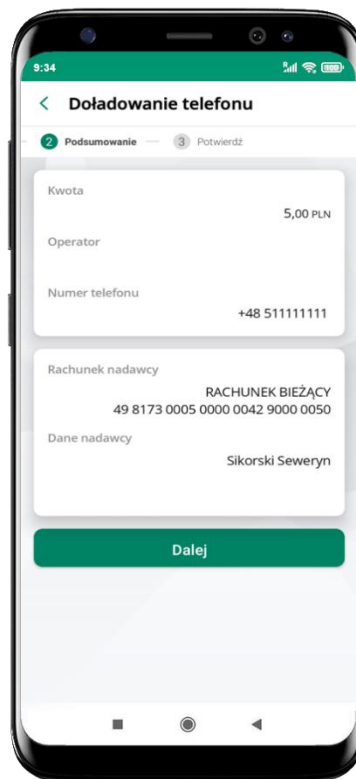 9:34
Doładowanie telefonu
2 Podsumowanie 3 Potwierdź
Kwota
5,00 PLN
Operator
Numer telefonu
+48 511111111
Rachunek nadawcy
RACHUNEK BIEŻĄCY
49 8173 0005 0000 0042 9000 0050
Dane nadawcy
Sikorski Seweryn
Dalej